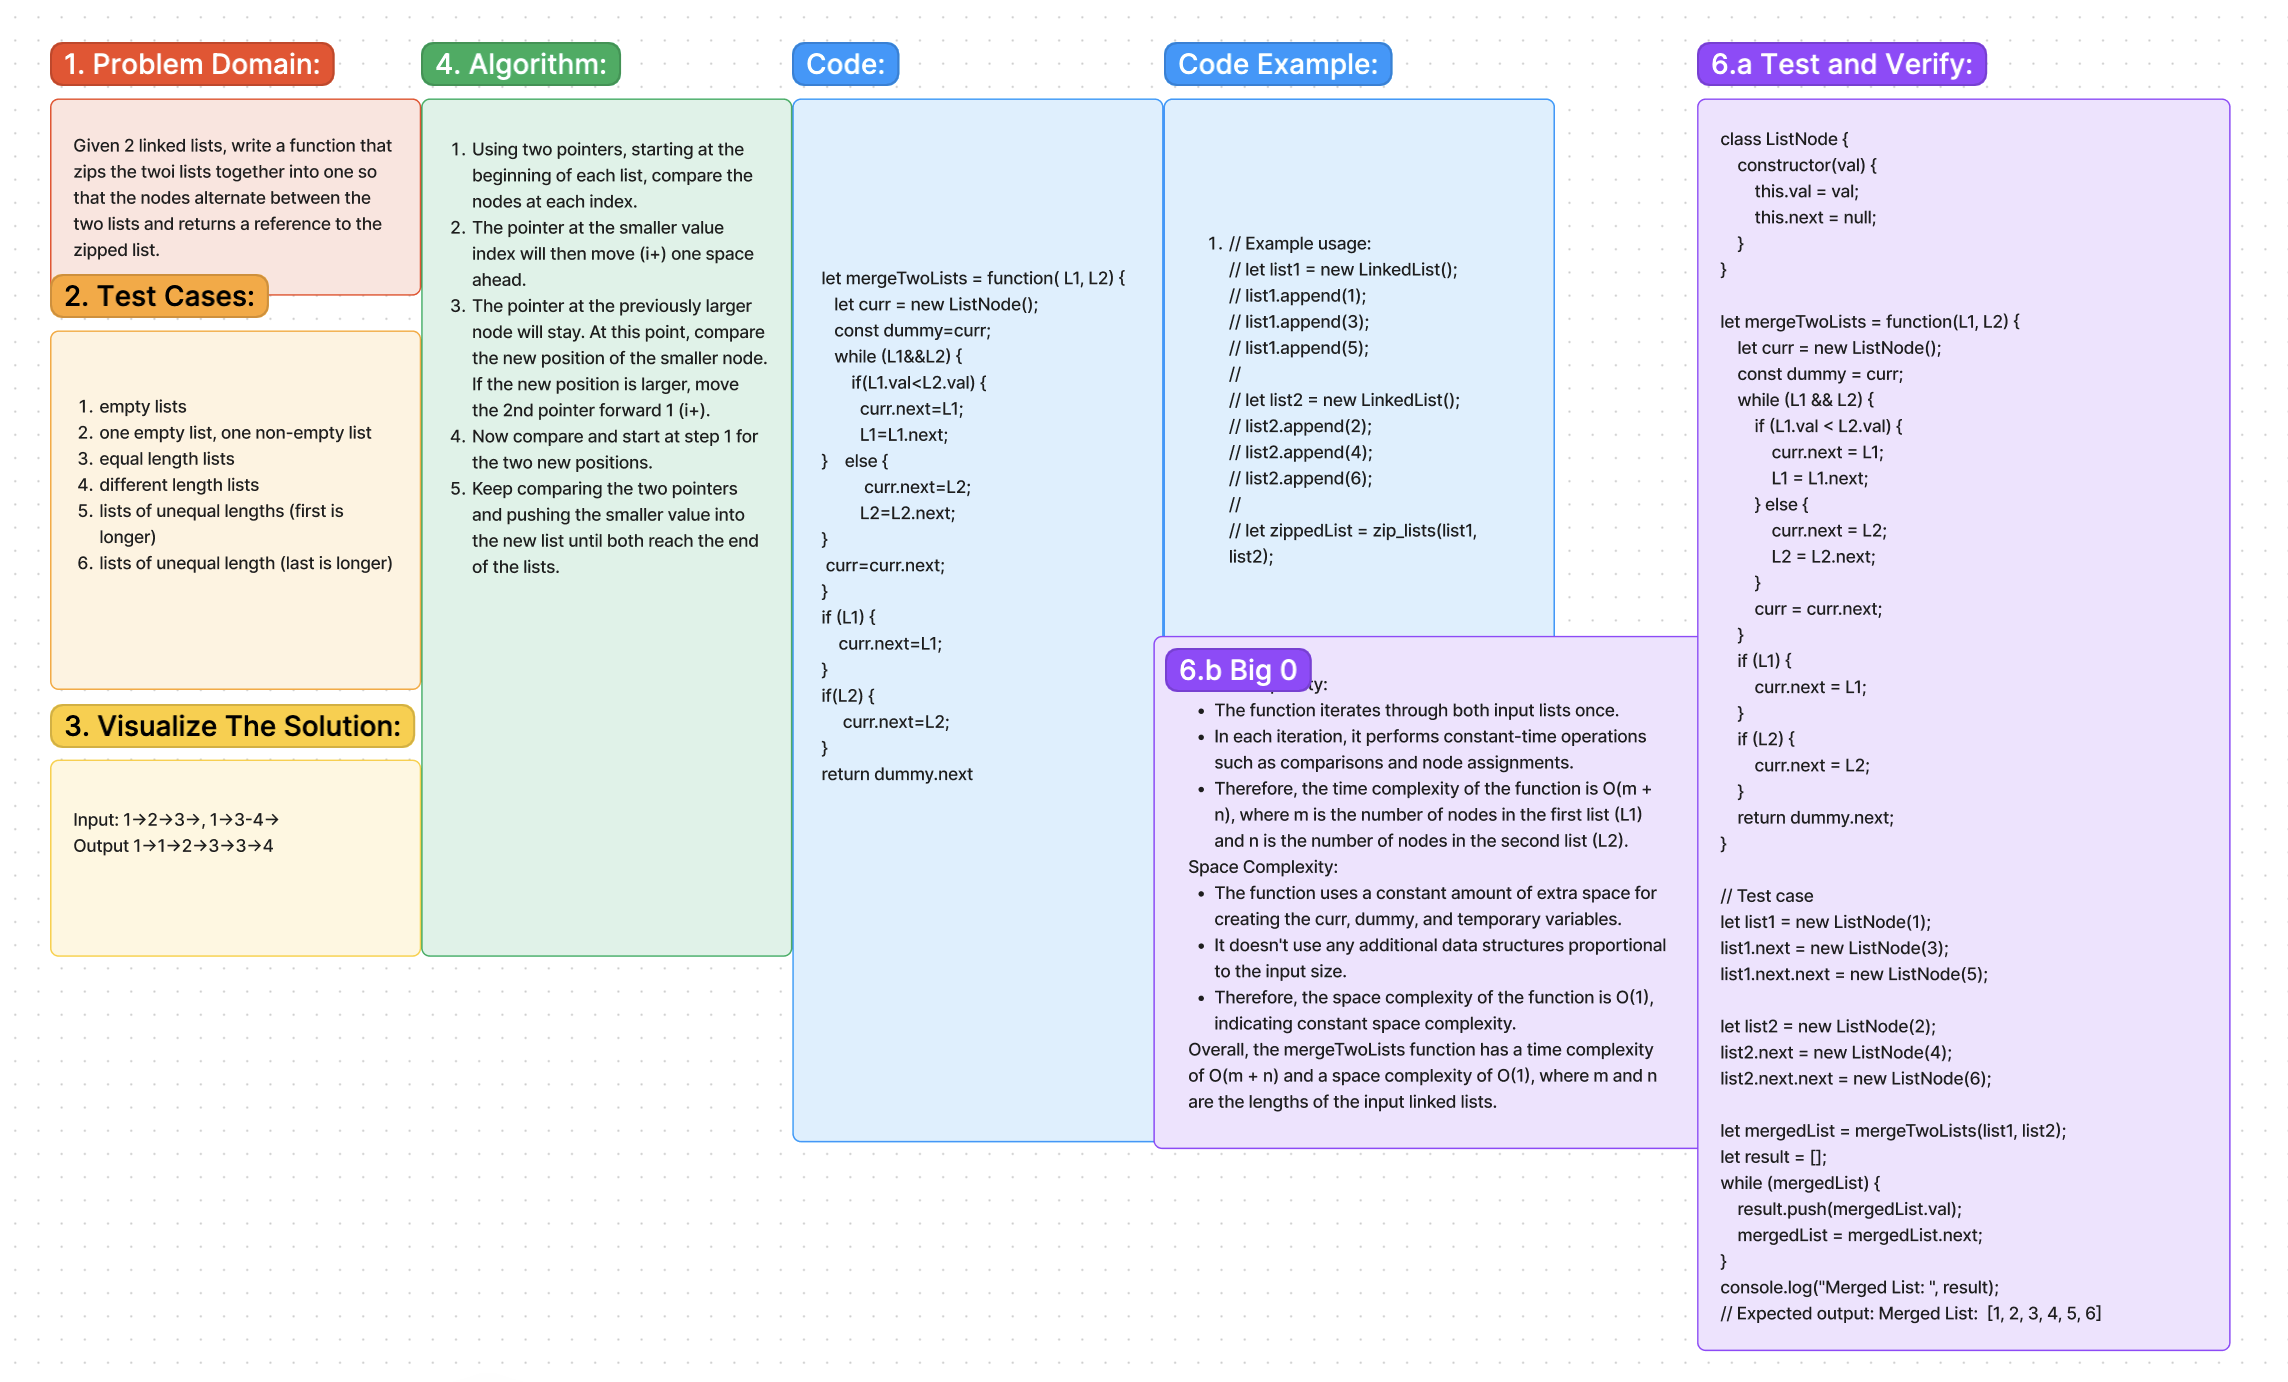 1. Problem Domain:
Given 2 linked lists, write a function that
zips the twoi lists together into one so
that the nodes alternate between the
two lists and returns a reference to the
zipped list.
2. Test Cases:
1. empty lists
2. one empty list, one non-empty list
3. equal length lists
4. different length lists
5. lists of unequal lengths (first is
longer)
6. lists of unequal length (last is longer)
3. Visualize The Solution:
Input: 1→2→3→, 1→3-4→
Output 1→1→2→3→3→4
4. Algorithm:
1. Using two pointers, starting at the
beginning of each list, compare the
nodes at each index.
2. The pointer at the smaller value
index will then move (i+) one space
ahead.
3. The pointer at the previously larger
node will stay. At this point, compare
the new position of the smaller node.
If the new position is larger, move
the 2nd pointer forward 1 (i+).
4. Now compare and start at step 1 for
the two new positions.
5. Keep comparing the two pointers
and pushing the smaller value into
the new list until both reach the end
of the lists.
Code:
let mergeTwoLists = function( L1, L2) {
let curr = new ListNode();
const dummy=curr;
while (L1&&L2) {
if(L1.val<L2.val) {
curr.next=L1;
L1=L1.next;
} else {
curr.next=L2;
L2=L2.next;
}
curr=curr.next;
}
if (L1) {
curr.next=L1;
}
if(L2) {
curr.next=L2;
}
return dummy.next
Code Example:
1. // Example usage:
// let list1 = new LinkedList();
// list1.append(1);
// list1.append(3);
// list1.append(5);
//
// let list2 = new LinkedList();
// list2.append(2);
// list2.append(4);
// list2.append(6);
//
// let zippedList = zip_lists(list1,
list2);
6.b Big 0
• The function iterates through both input lists once.
• In each iteration, it performs constant-time operations
such as comparisons and node assignments.
• Therefore, the time complexity of the function is O(m +
n), where m is the number of nodes in the first list (L1)
and n is the number of nodes in the second list (L2).
Space Complexity:
• The function uses a constant amount of extra space for
creating the curr, dummy, and temporary variables.
• It doesn't use any additional data structures proportional
to the input size.
• Therefore, the space complexity of the function is O(1),
indicating constant space complexity.
Overall, the mergeTwoLists function has a time complexity
of O(m + n) and a space complexity of O(1), where m and n
are the lengths of the input linked lists.
6.a Test and Verify:
class ListNode {
constructor(val) {
this.val = val;
this.next = null;
}
}
let mergeTwoLists = function(L1, L2) {
let curr = new ListNode();
const dummy = curr;
while (L1 && L2) {
if (L1.val < L2.val) {
curr.next = L1;
L1 = L1.next;
} else {
curr.next = L2;
L2 = L2.next;
}
curr = curr.next;
}
if (L1) {
curr.next = L1;
}
if (L2) {
curr.next = L2;
}
return dummy.next;
}
// Test case
let list1 = new ListNode(1);
list1.next = new ListNode(3);
list1.next.next = new ListNode(5);
let list2 = new ListNode(2);
list2.next = new ListNode(4);
list2.next.next = new ListNode(6);
let mergedList = mergeTwoLists(list1, list2);
let result = [];
while (mergedList) {
result.push(mergedList.val);
mergedList = mergedList.next;
}
console.log("Merged List: ", result);
// Expected output: Merged List:  [1, 2, 3, 4, 5, 6]